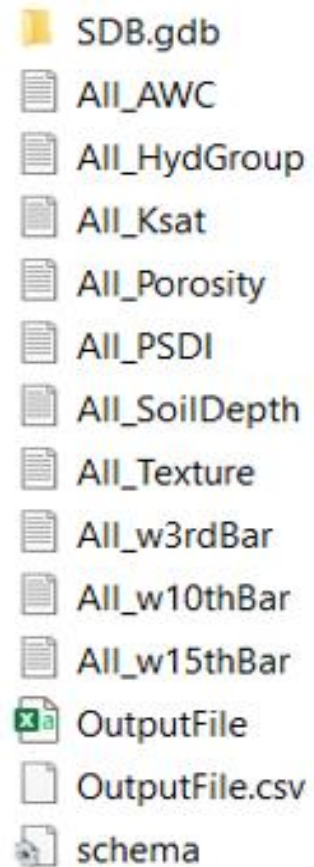 SDB.gdb
All_AWC
All_HydGroup
All_Ksat
All_Porosity
All_PSDI
All_SoilDepth
All_Texture
All_w3rdBar
All_w10thBar
All_w15thBar
OutputFile
OutputFile.csv
schema